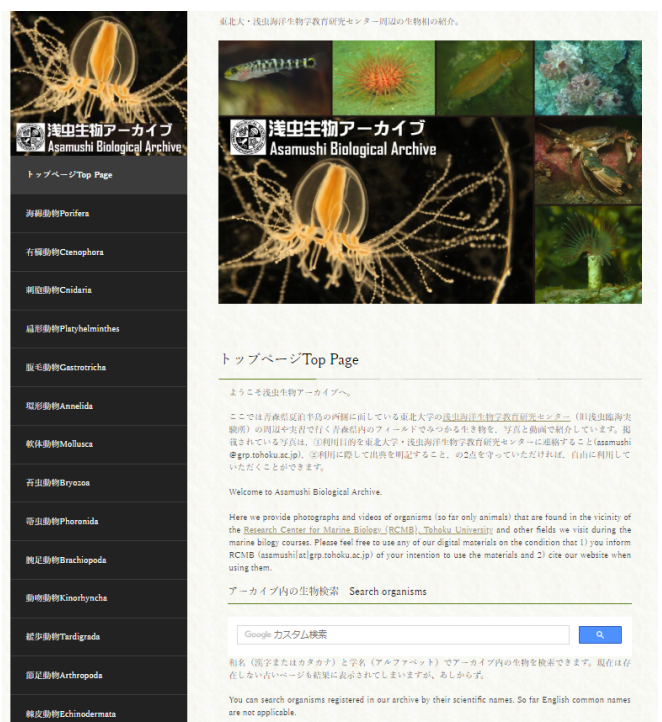 浅虫生物アーカイブ
Asamushi Biological Archive
トップページTop Page
海綿動物Porifera
有櫛動物Ctenophora
刺胞動物Cnidaria
扁形動物Platyhelminthes
腹毛動物Gastrotricha
環形動物Annelida
軟体動物Mollusca
苔虫動物Bryozoa
箒虫動物Phoronida
腕足動物Brachiopoda
動吻動物Kinorhyncha
緩歩動物Tardigrada
節足動物Arthropoda
棘皮動物Echinodermata
東北大・浅虫海洋生物学教育研究センター周辺の生物相の紹介。
浅虫生物アーカイブ
Asamushi Biological Archive
トップページTop Page
ようこそ浅虫生物アーカイブへ。
ここでは青森県夏泊半島の西側に面している東北大学の浅虫海洋生物学教育研究センター（旧浅虫臨海実
験所）の周辺や実習で行く青森県内のフィールドでみつかる生き物を、写真と動画で紹介しています。掲
載されている写真は、①利用目的を東北大学・浅虫海洋生物学教育研究センターに連絡すること(asamushi
@grp.tohoku.ac.jp)、②利用に際して出典を明記すること、の2点を守っていただければ、自由に利用して
いただくことができます。
Welcome to Asamushi Biological Archive.
Here we provide photographs and videos of organisms (so far only animals) that are found in the vicinity of
the Research Center for Marine Biology (RCMB), Tohoku University and other fields we visit during the
marine bilogy courses. Please feel free to use any of our digital materials on the condition that 1) you inform
RCMB (asamushi[at]grp.tohoku.ac.jp) of your intention to use the materials and 2) cite our website when
using them.
アーカイブ内の生物検索　Search organisms
Google カスタム検索
和名（漢字またはカタカナ）と学名（アルファベット）でアーカイブ内の生物を検索できます。現在は存
在しない古いページも結果に表示されてしまいますが、あしからず。
You can search organisms registered in our archive by their scientific names. So far English common names
are not applicable.